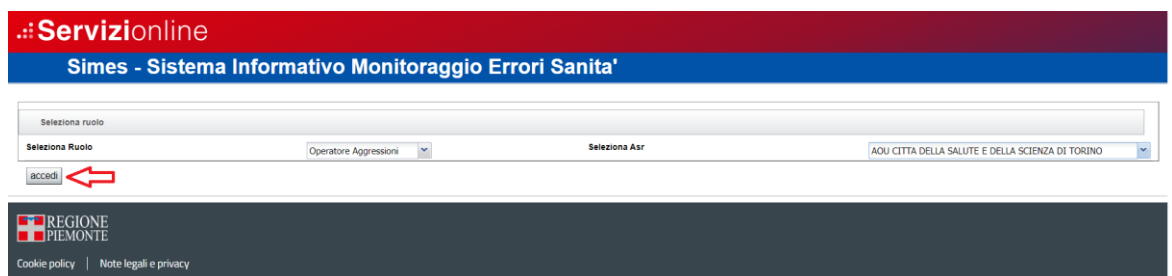 .:: Servizionline
Simes - Sistema Informativo Monitoraggio Errori Sanita'
Seleziona ruolo
Seleziona Ruolo Operatore Aggressioni Seleziona Asr AOU CITTA DELLA SALUTE E DELLA SCIENZA DI TORINO
accedi
REGIONE
PIEMONTE
Cookie policy | Note legali e privacy